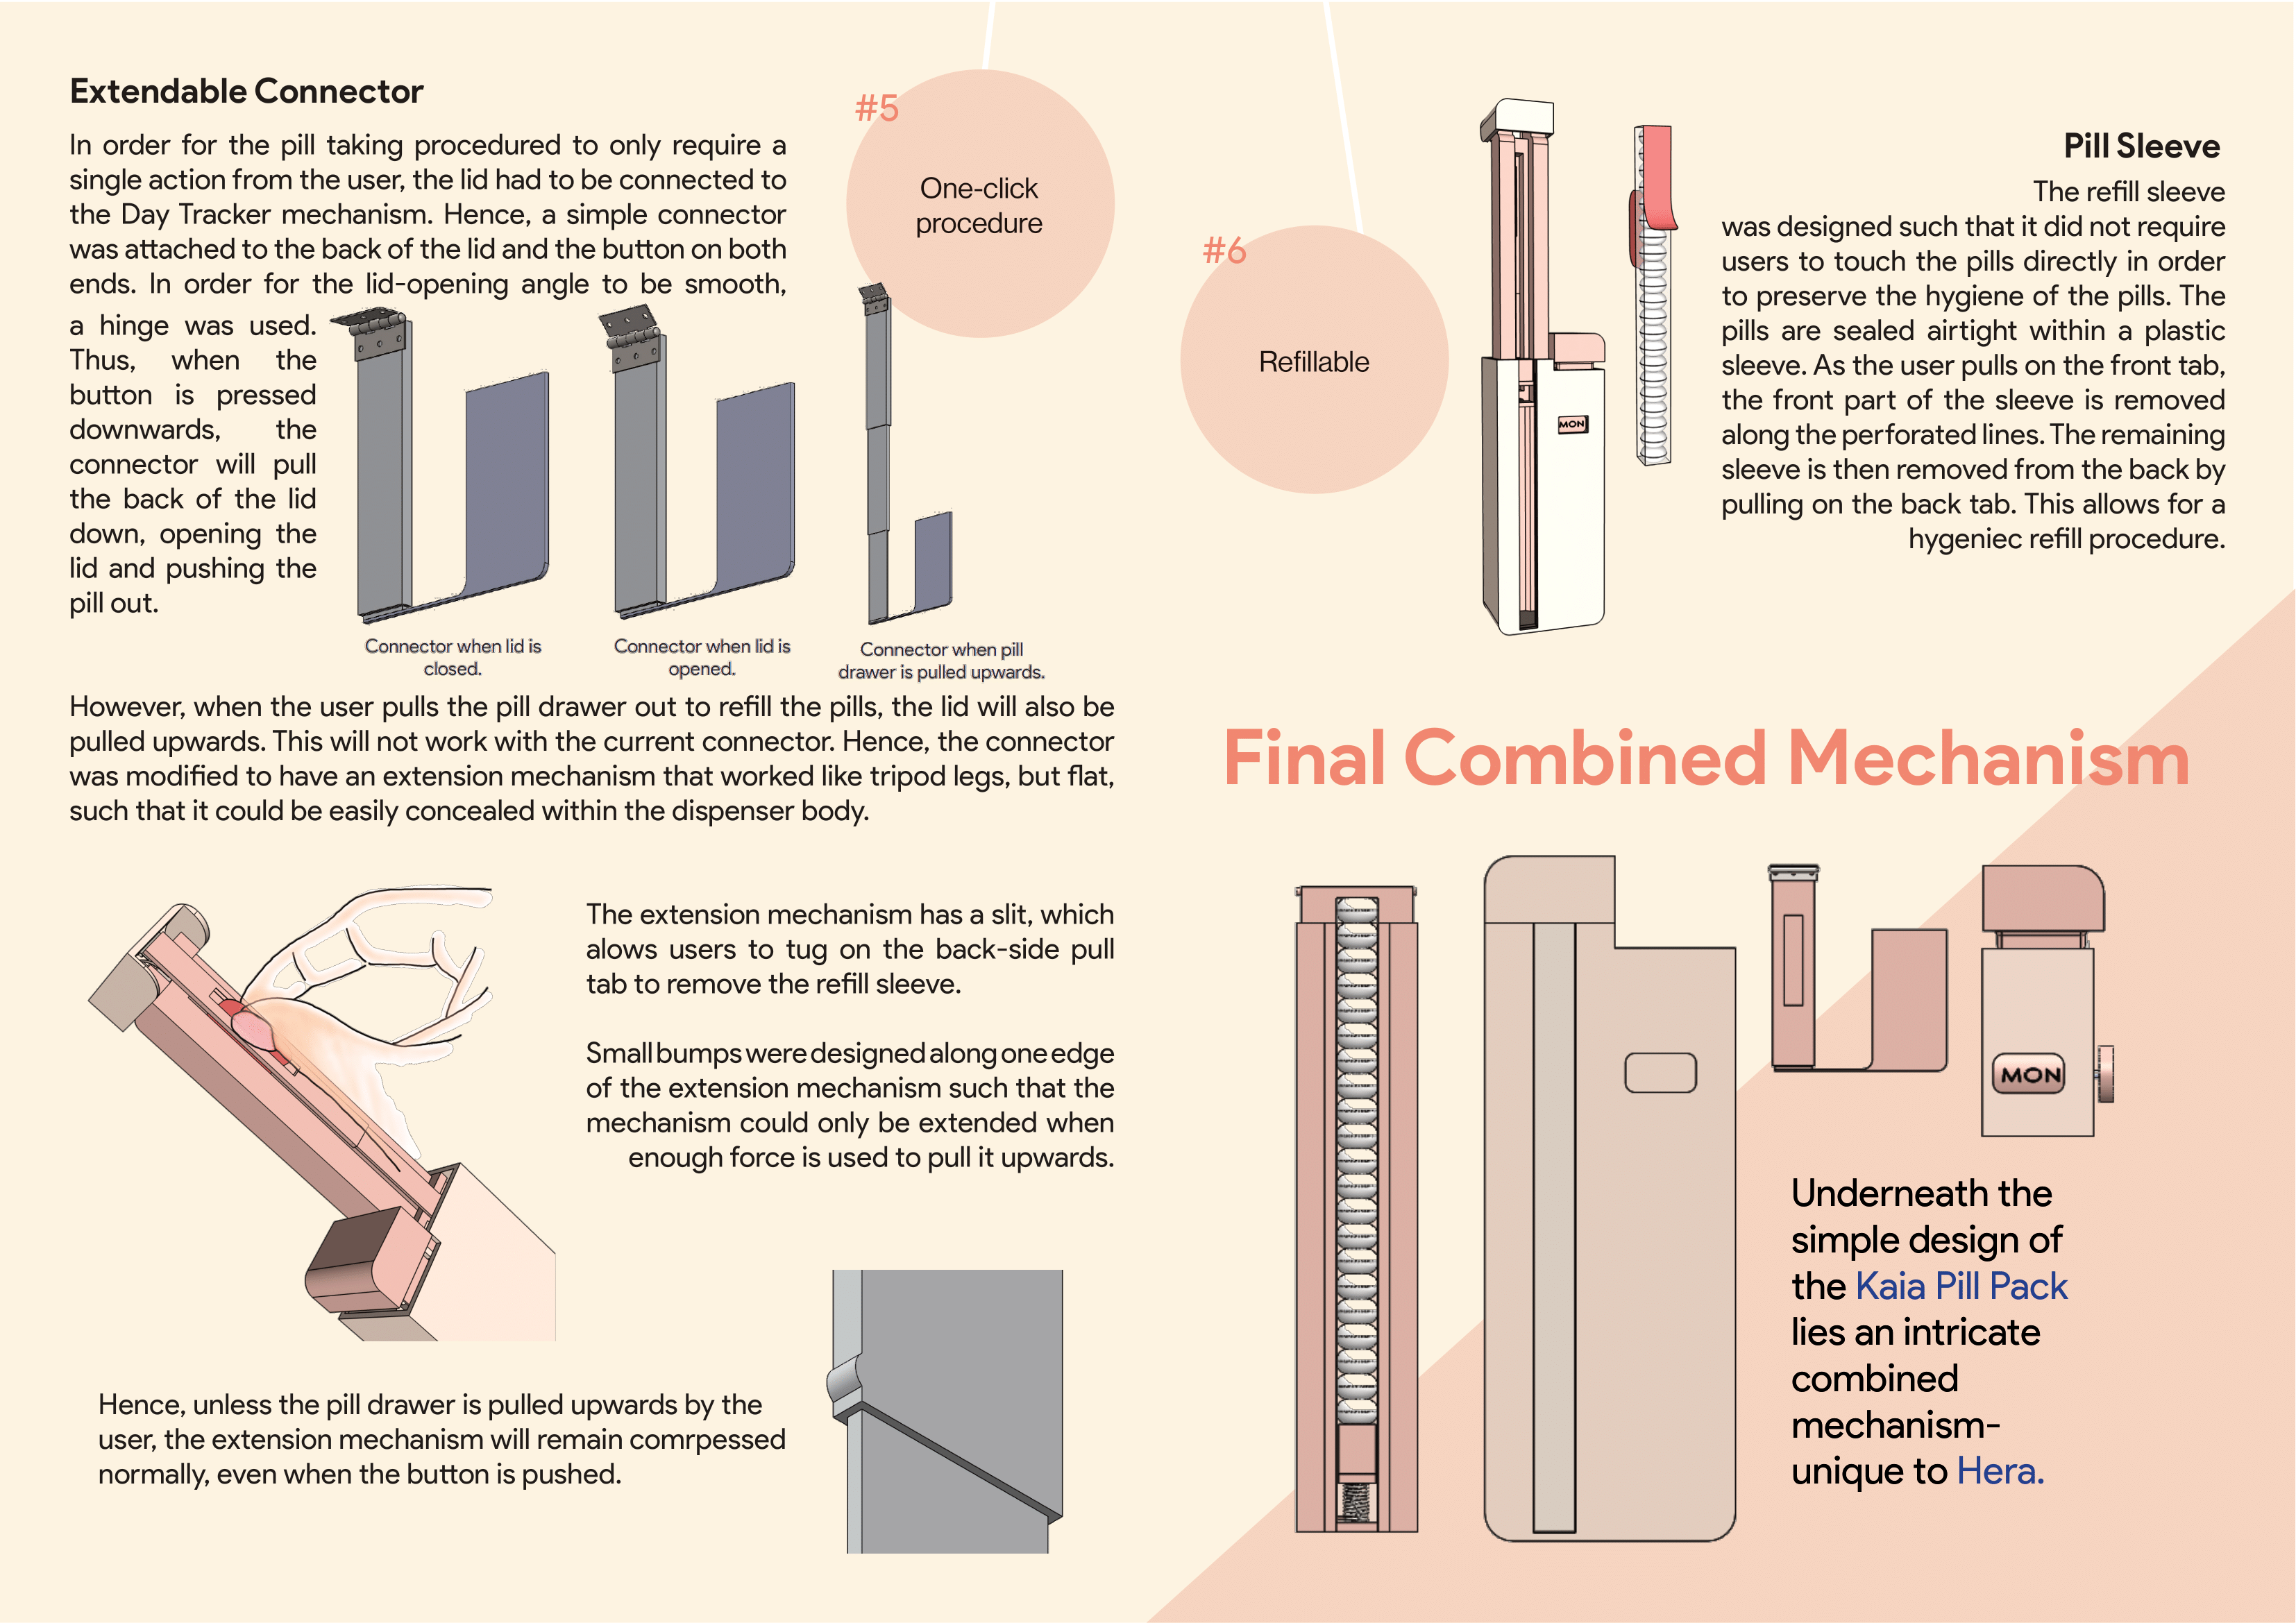 Extendable Connector
In order for the pill taking procedured to only require a
single action from the user, the lid had to be connected to
the Day Tracker mechanism. Hence, a simple connector
was attached to the back of the lid and the button on both
ends. In order for the lid-opening angle to be smooth,
a hinge was used.
Thus, when the
button is pressed
downwards, the
connector will pull
the back of the lid
down, opening the
lid and pushing the
pill out.
Connector when lid is
closed.
Connector when lid is
opened.
Connector when pill
drawer is pulled upwards.
#5
One-click
procedure
However, when the user pulls the pill drawer out to refill the pills, the lid will also be
pulled upwards. This will not work with the current connector. Hence, the connector
was modified to have an extension mechanism that worked like tripod legs, but flat,
such that it could be easily concealed within the dispenser body.
The extension mechanism has a slit, which
alows users to tug on the back-side pull
tab to remove the refill sleeve.
Small bumps were designed along one edge
of the extension mechanism such that the
mechanism could only be extended when
enough force is used to pull it upwards.
Hence, unless the pill drawer is pulled upwards by the
user, the extension mechanism will remain comrpessed
normally, even when the button is pushed.
#6
Refillable
MON
Pill Sleeve
The refill sleeve
was designed such that it did not require
users to touch the pills directly in order
to preserve the hygiene of the pills. The
pills are sealed airtight within a plastic
sleeve. As the user pulls on the front tab,
the front part of the sleeve is removed
along the perforated lines. The remaining
sleeve is then removed from the back by
pulling on the back tab. This allows for a
hygeniec refill procedure.
Final Combined Mechanism
MON
Underneath the
simple design of
the Kaia Pill Pack
lies an intricate
combined
mechanism-
unique to Hera.